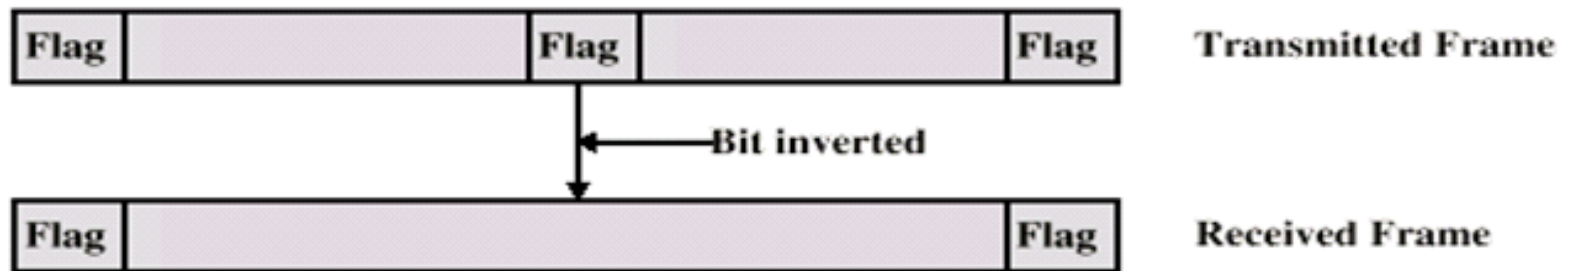 Flag Flag Flag Transmitted Frame
Bit inverted
Flag Flag Received Frame